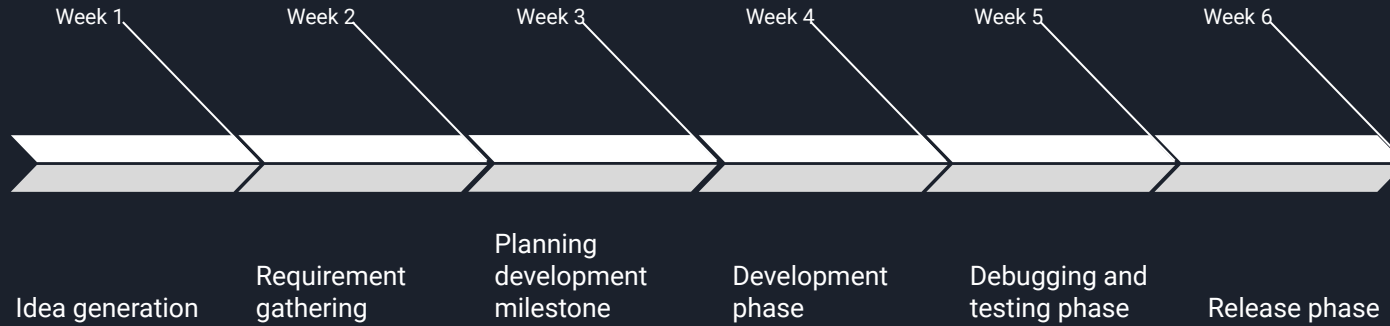 Week 1
Week 2
Week 3
Week 4
Week 5
Week 6
Idea generation
Requirement
gathering
Planning
development
milestone
Development
phase
Debugging and
testing phase
Release phase